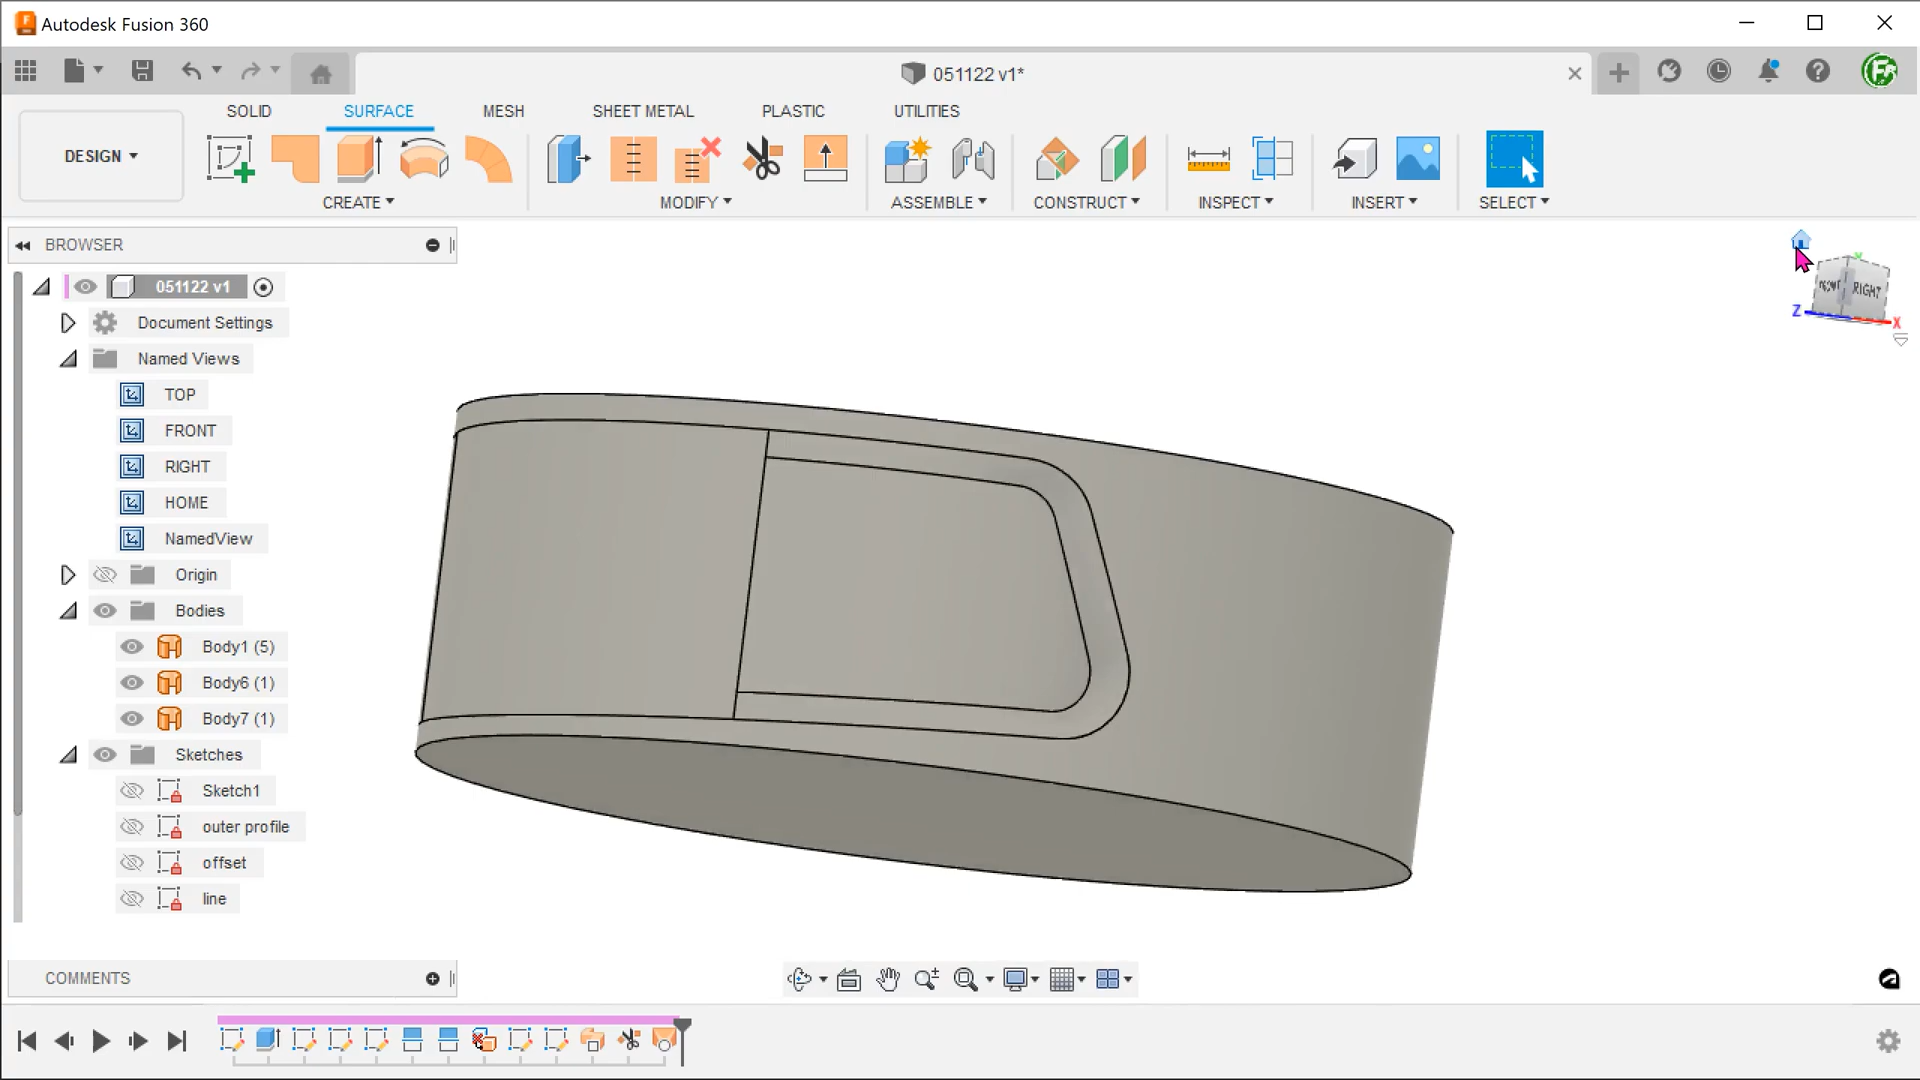 Autodesk Fusion 360
051122 v1*
SOLID
SURFACE
MESH
SHEET METAL
PLASTIC
UTILITIES
DESIGN
CREATE
MODIFY
ASSEMBLE
CONSTRUCT
INSPECT
INSERT
SELECT
BROWSER
051122 v1
Document Settings
Named Views
TOP
FRONT
RIGHT
HOME
NamedView
Origin
Bodies
Body1 (5)
Body6 (1)
Body7 (1)
Sketches
Sketch1
outer profile
offset
line
FRONT
RIGHT
Z
X
Y
COMMENTS